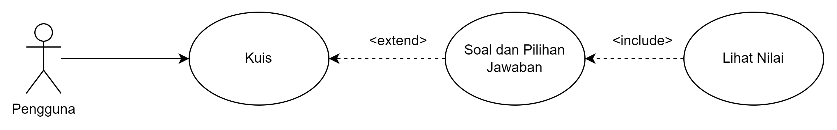 Pengguna
Kuis
<extend>
Soal dan Pilihan
Jawaban
<include>
Lihat Nilai